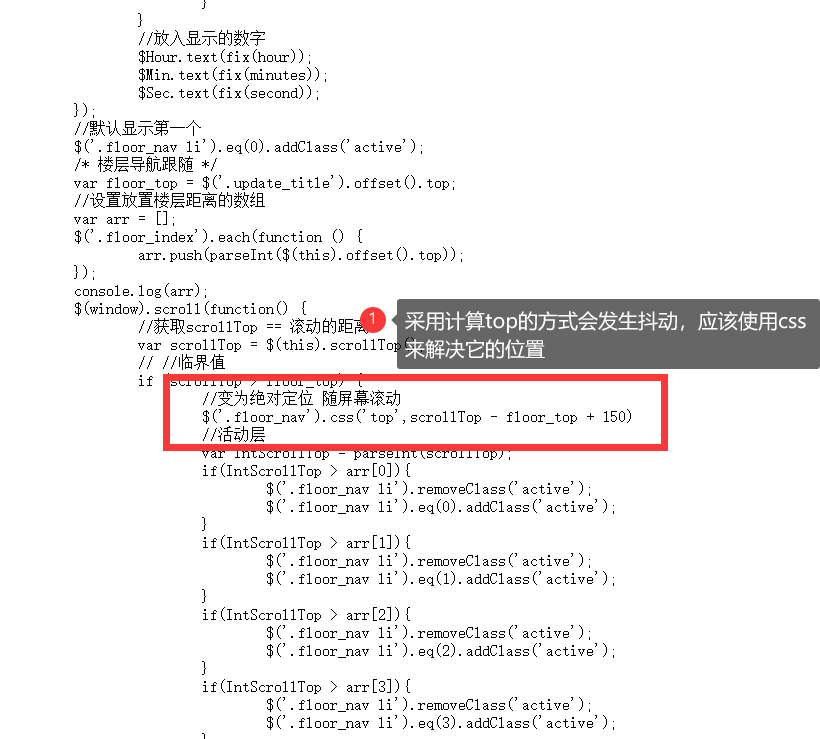 }
}
//放入显示的数字
$Hour.text(fix(hour));
$Min.text(fix(minutes));
$Sec.text(fix(second));
});
//默认显示第一个
$('.floor_nav li').eq(0).addClass('active');
/* 楼层导航跟随 */
var floor_top = $('.update_title').offset().top;
//设置放置楼层距离的数组
var arr = [];
$('.floor_index').each(function () {
arr.push(parseInt($(this).offset().top));
});
console.log(arr);
$(window).scroll(function() {
//获取scrollTop == 滚动的距离
1
采用计算top的方式会发生抖动，应该使用css
来解决它的位置
var scrollTop = $(this).scrollTop
// //临界值
if (scrollTop > floor_top) {
//变为绝对定位 随屏幕滚动
$('.floor_nav').css('top',scrollTop - floor_top + 150)
//活动层
var IntScrollTop = parseInt(scrollTop);
if(IntScrollTop > arr[0]){
$('.floor_nav li').removeClass('active');
$('.floor_nav li').eq(0).addClass('active');
}
if(IntScrollTop > arr[1]){
$('.floor_nav li').removeClass('active');
$('.floor_nav li').eq(1).addClass('active');
}
if(IntScrollTop > arr[2]){
$('.floor_nav li').removeClass('active');
$('.floor_nav li').eq(2).addClass('active');
}
if(IntScrollTop > arr[3]){
$('.floor_nav li').removeClass('active');
$('.floor_nav li').eq(3).addClass('active');
}